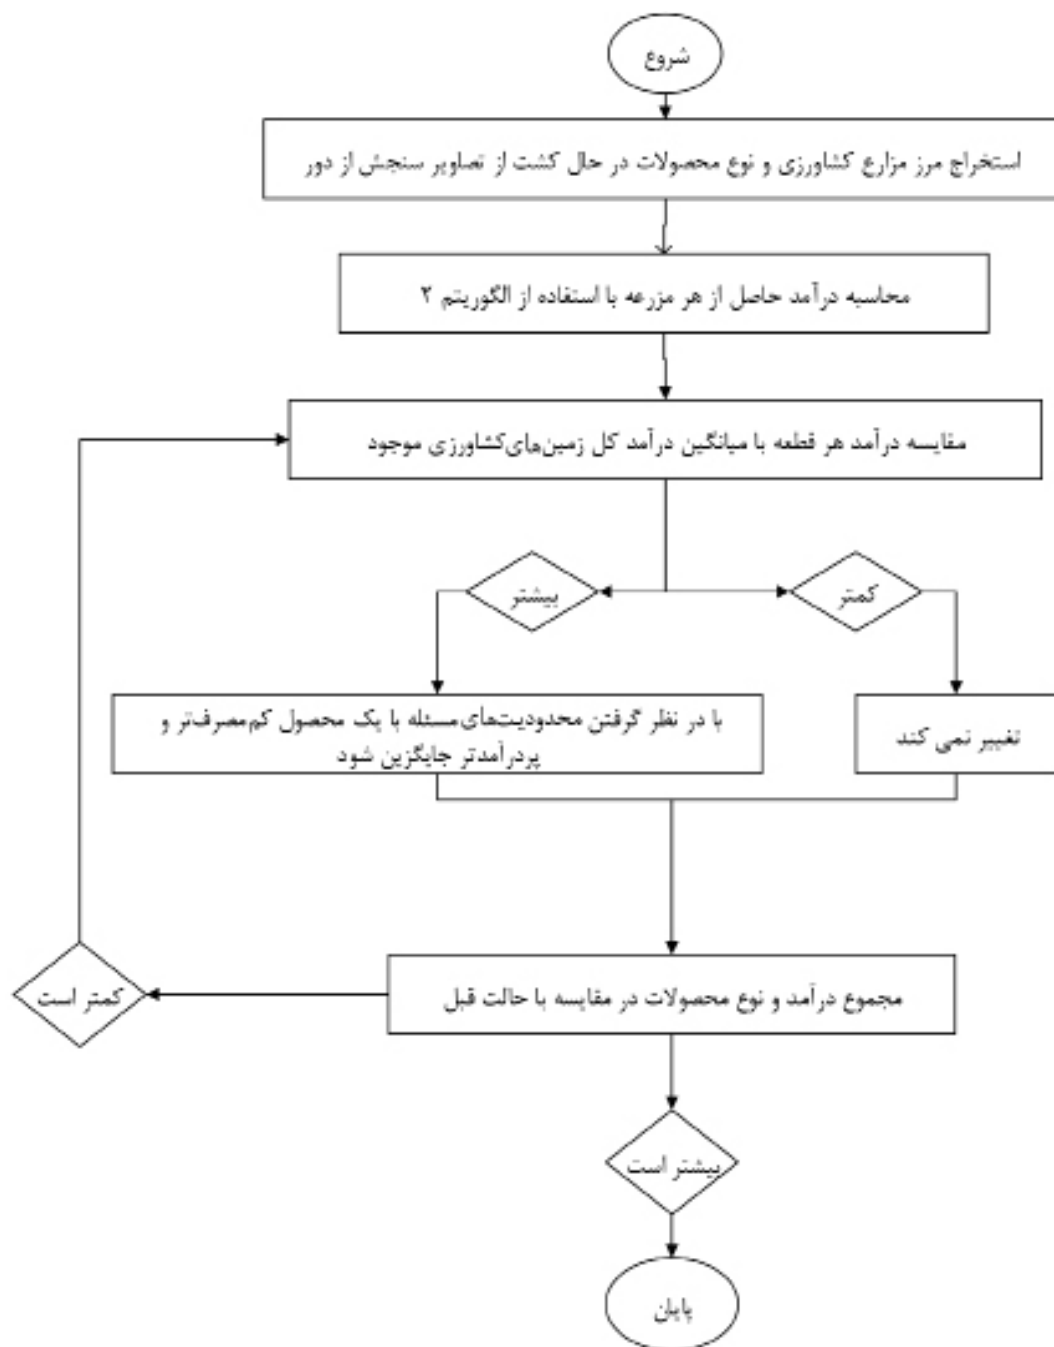 شروع
استخراج مرز مزارع کشاورزی و نوع محصولات در حال کشت از تصاویر سنجش از دور
محاسبه درآمد حاصل از هر مزرعه با استفاده از الگوریتم ۲
مقایسه درآمد هر قطعه با میانگین درآمد کل زمین‌های‌کشاورزی موجود
کمتر
بیشتر
تغییر نمی کند
با در نظر گرفتن محدودیت‌های مسئله با یک محصول کم‌مصرف‌تر و
پردرآمدتر جایگزین شود
مجموع درآمد و نوع محصولات در مقایسه با حالت قبل
کمتر است
بیشتر است
پایان